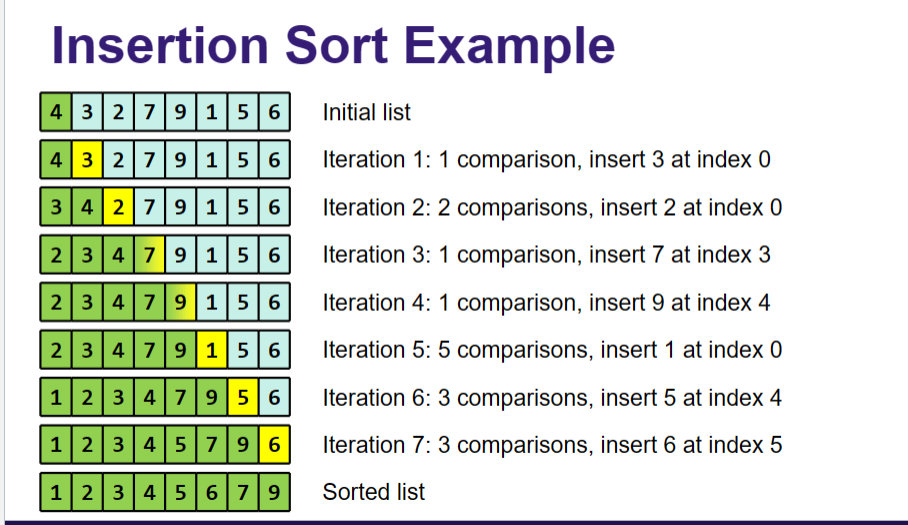 Insertion Sort Example
4 3 2 7 9 1 5 6 Initial list
4 3 2 7 9 1 5 6 Iteration 1: 1 comparison, insert 3 at index 0
3 4 2 7 9 1 5 6 Iteration 2: 2 comparisons, insert 2 at index 0
2 3 4 7 9 1 5 6 Iteration 3: 1 comparison, insert 7 at index 3
2 3 4 7 9 1 5 6 Iteration 4: 1 comparison, insert 9 at index 4
2 3 4 7 9 1 5 6 Iteration 5: 5 comparisons, insert 1 at index 0
1 2 3 4 7 9 5 6 Iteration 6: 3 comparisons, insert 5 at index 4
1 2 3 4 5 7 9 6 Iteration 7: 3 comparisons, insert 6 at index 5
1 2 3 4 5 6 7 9 Sorted list